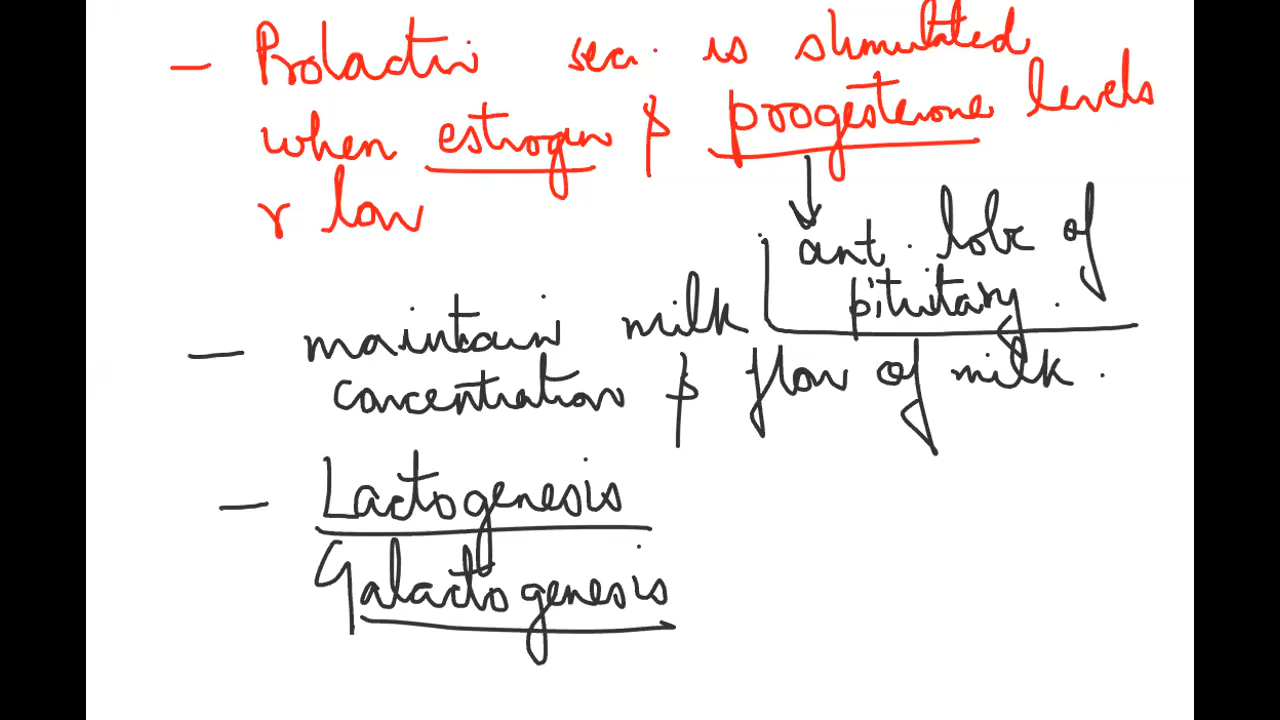 - Prolactin sec. is stimulated
when estrogen & progesterone levels
r low
ant. lobe of
pituitary.
- maintain milk
concentration & flow of milk.
- Lactogenesis
Galactogenesis